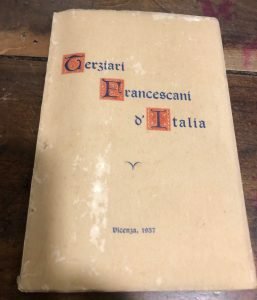 Terziari
Francescani
d' Italia
Vicenza, 1937